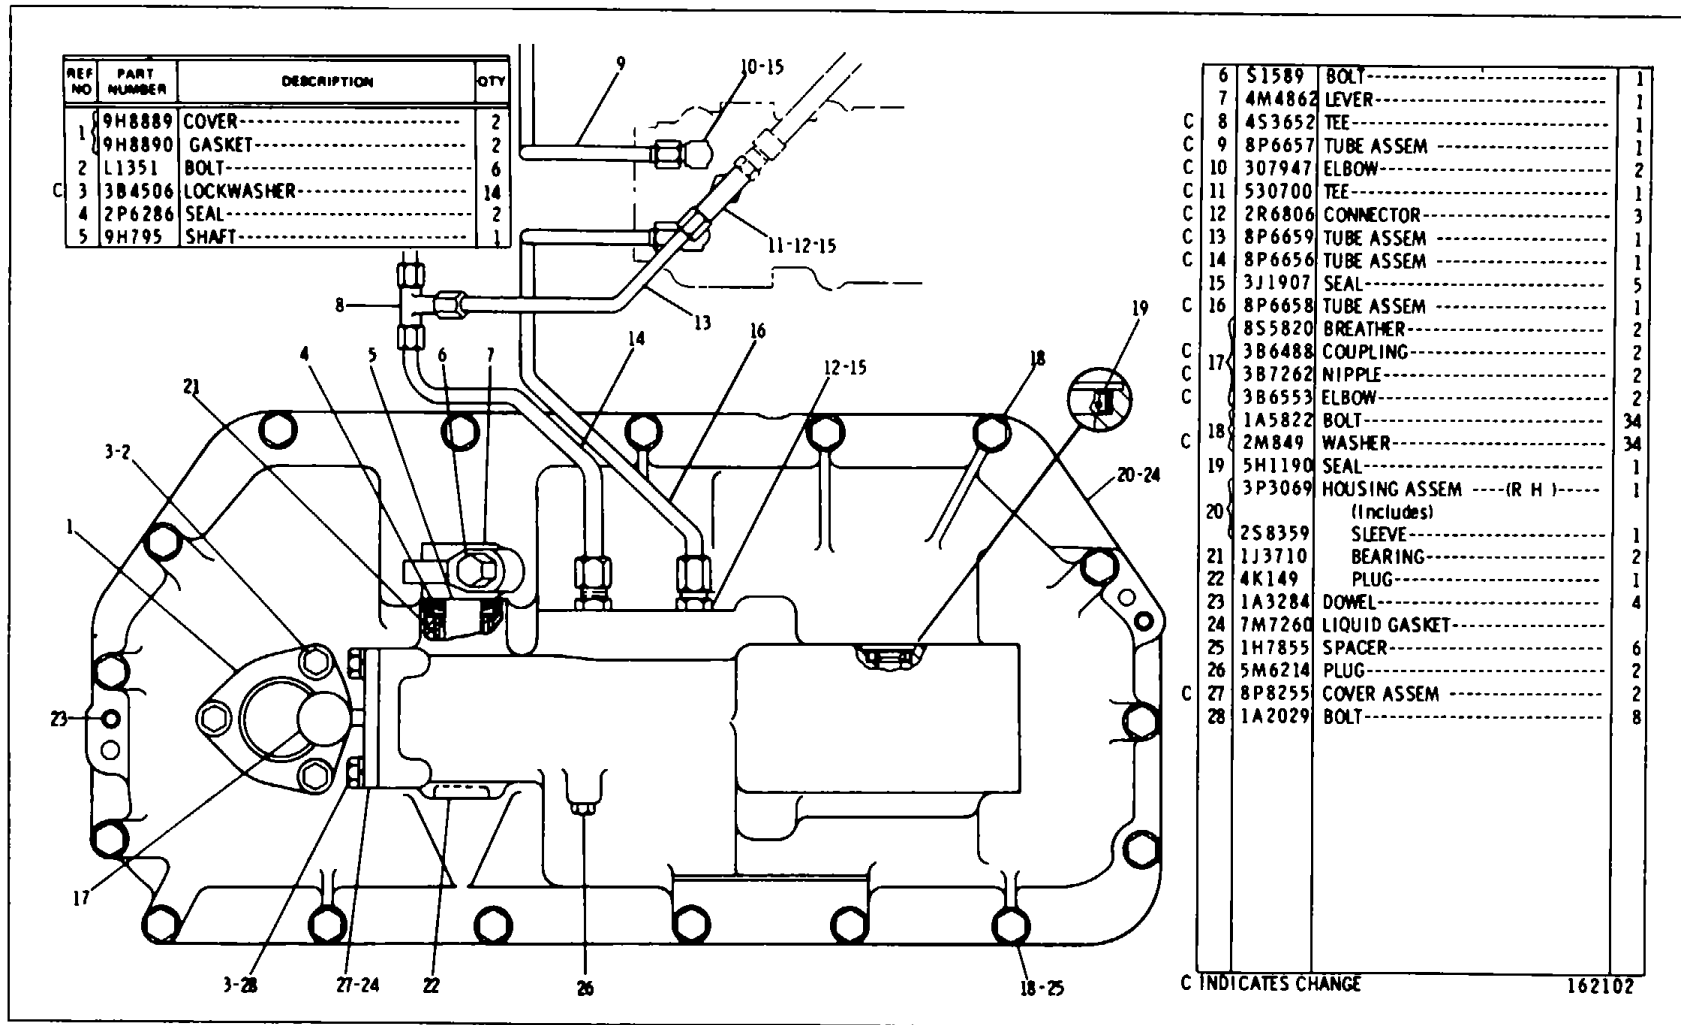 REF NO PART NUMBER DESCRIPTION QTY
1 9H8889 COVER 2
9H8890 GASKET 2
2 L1351 BOLT 6
C 3 3B4506 LOCKWASHER 14
4 2P6286 SEAL 2
5 9H795 SHAFT 1
6 S1589 BOLT 1
7 4M4862 LEVER 1
C 8 4S3652 TEE 1
C 9 8P6657 TUBE ASSEM 1
C 10 307947 ELBOW 2
C 11 530700 TEE 1
C 12 2R6806 CONNECTOR 3
C 13 8P6659 TUBE ASSEM 1
C 14 8P6656 TUBE ASSEM 1
15 3J1907 SEAL 5
C 16 8P6658 TUBE ASSEM 1
17 8S5820 BREATHER 2
C 3B6488 COUPLING 2
C 3B7262 NIPPLE 2
C 3B6553 ELBOW 2
18 1A5822 BOLT 34
C 2M849 WASHER 34
19 5H1190 SEAL 1
20 3P3069 HOUSING ASSEM ----(R H)----- 1
(Includes)
2S8359 SLEEVE 1
21 1J3710 BEARING 2
22 4K149 PLUG 1
23 1A3284 DOWEL 4
24 7M7260 LIQUID GASKET
25 1H7855 SPACER 6
26 5M6214 PLUG 2
C 27 8P8255 COVER ASSEM 2
28 1A2029 BOLT 8
C INDICATES CHANGE 162102
9
10-15
11-12-15
8
13
19
14
16
4
5
6
7
12-15
18
21
3-2
20-24
1
23
17
3-28
27-24
22
26
18-25